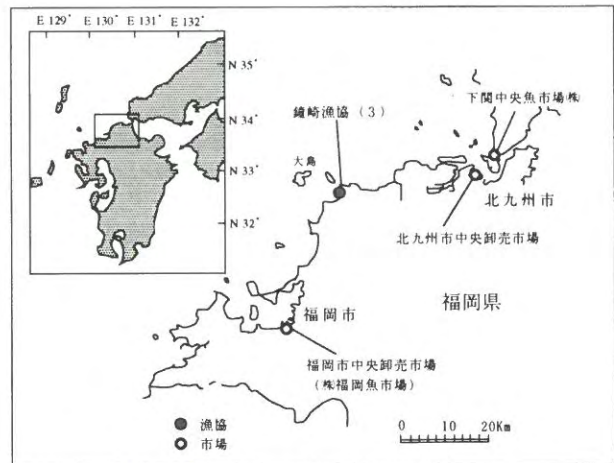 E 129° E 130° E 131° E 132°
N 35°
N 34°
N 33°
N 32°
下関中央魚市場㈱
鐘崎漁協 (3)
大島
北九州市
北九州市中央卸売市場
福岡県
福岡市
福岡市中央卸売市場
(㈱福岡魚市場)
漁協
市場
0 20Km